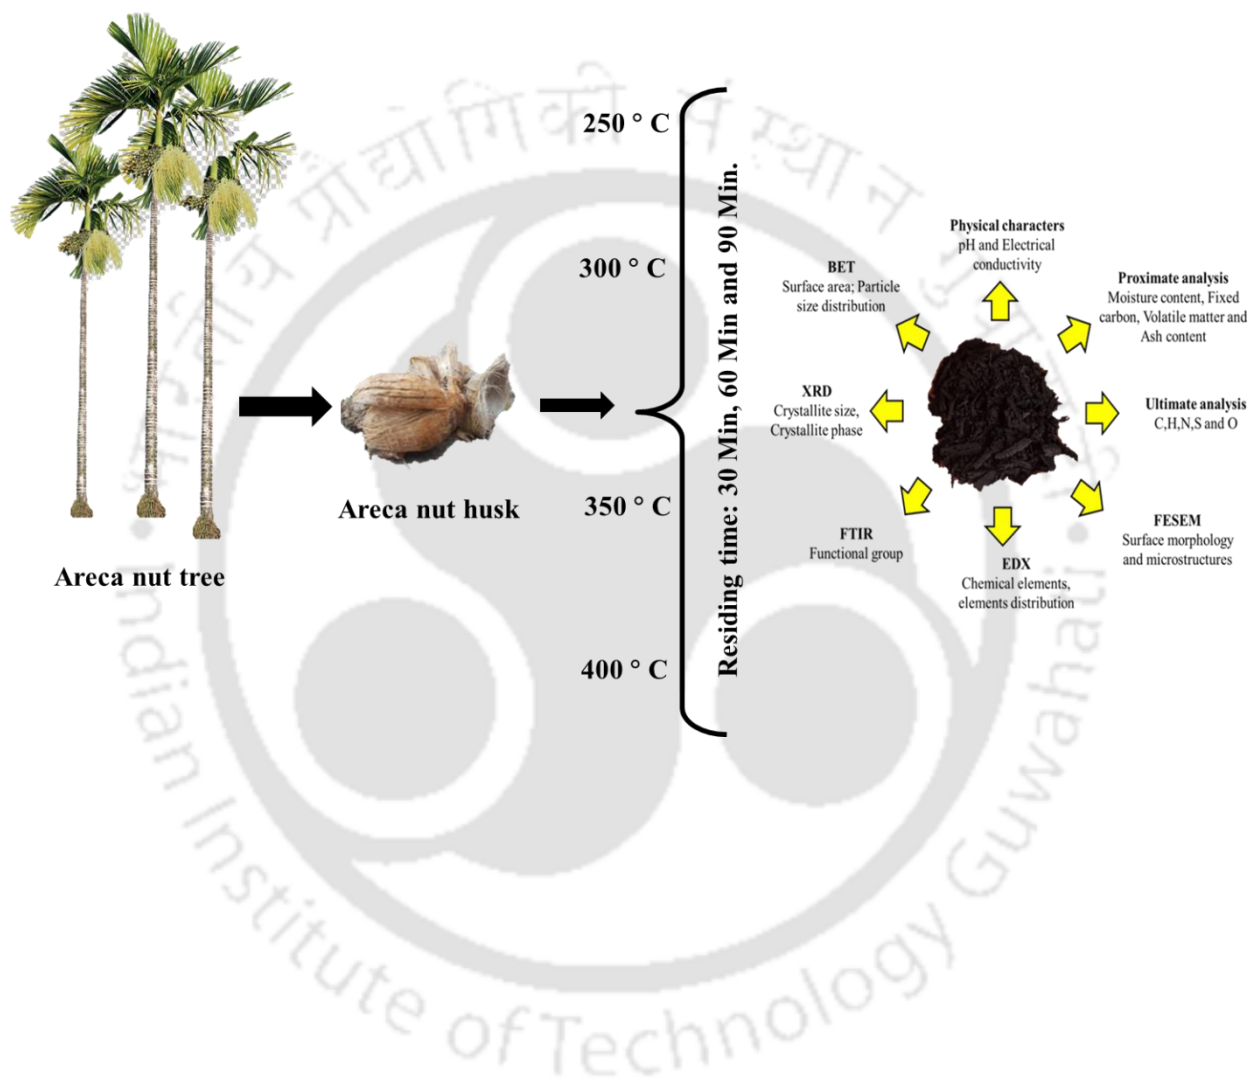 Areca nut tree
Areca nut husk
250 ° C
300 ° C
350 ° C
400 ° C
Residing time: 30 Min, 60 Min and 90 Min.
Physical characters
pH and Electrical
conductivity
BET
Surface area; Particle
size distribution
Proximate analysis
Moisture content, Fixed
carbon, Volatile matter and
Ash content
XRD
Crystallite size,
Crystallite phase
Ultimate analysis
C,H,N,S and O
FTIR
Functional group
EDX
Chemical elements,
elements distribution
FESEM
Surface morphology
and microstructures
Indian Institute of Technology Guwahati